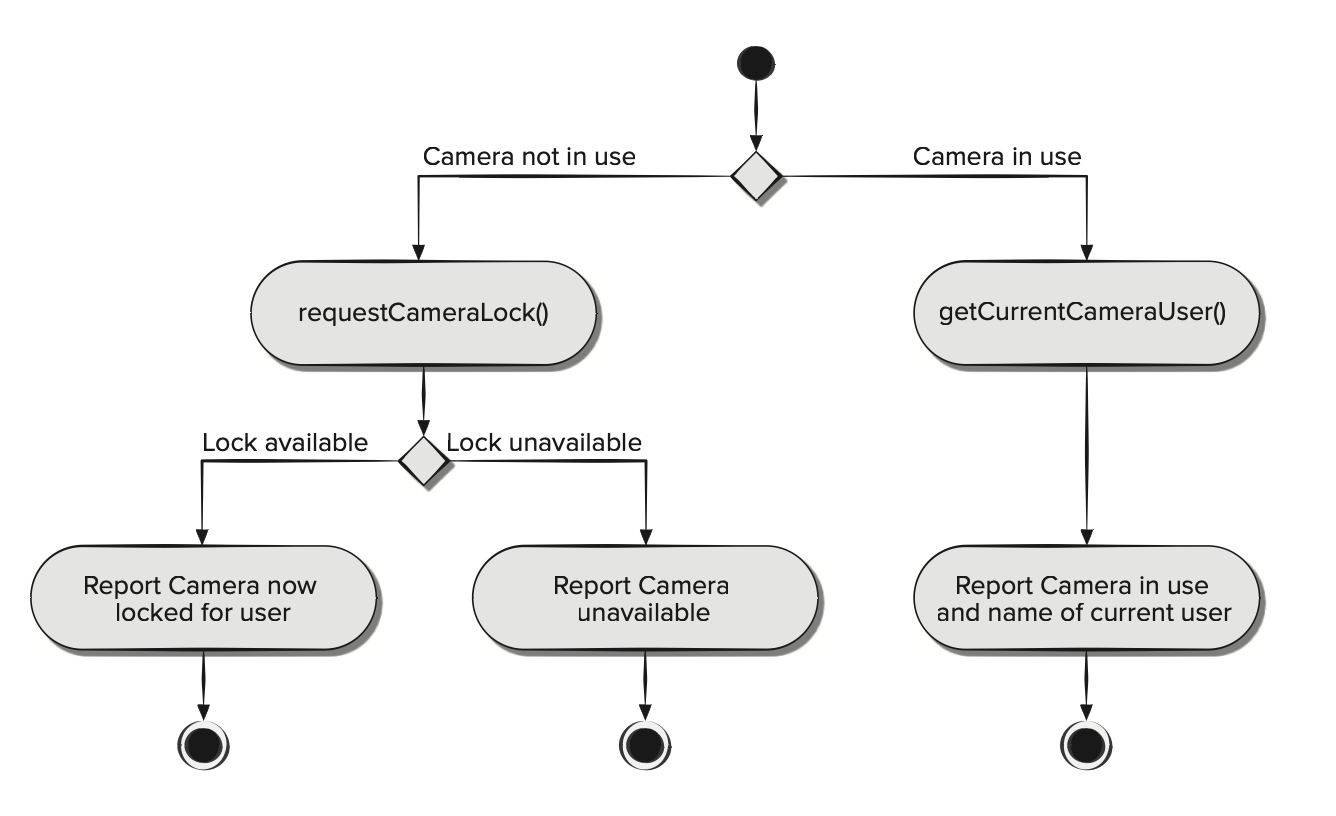 Camera not in use
Camera in use
requestCameraLock()
getCurrentCameraUser()
Lock available
Lock unavailable
Report Camera now
locked for user
Report Camera
unavailable
Report Camera in use
and name of current user